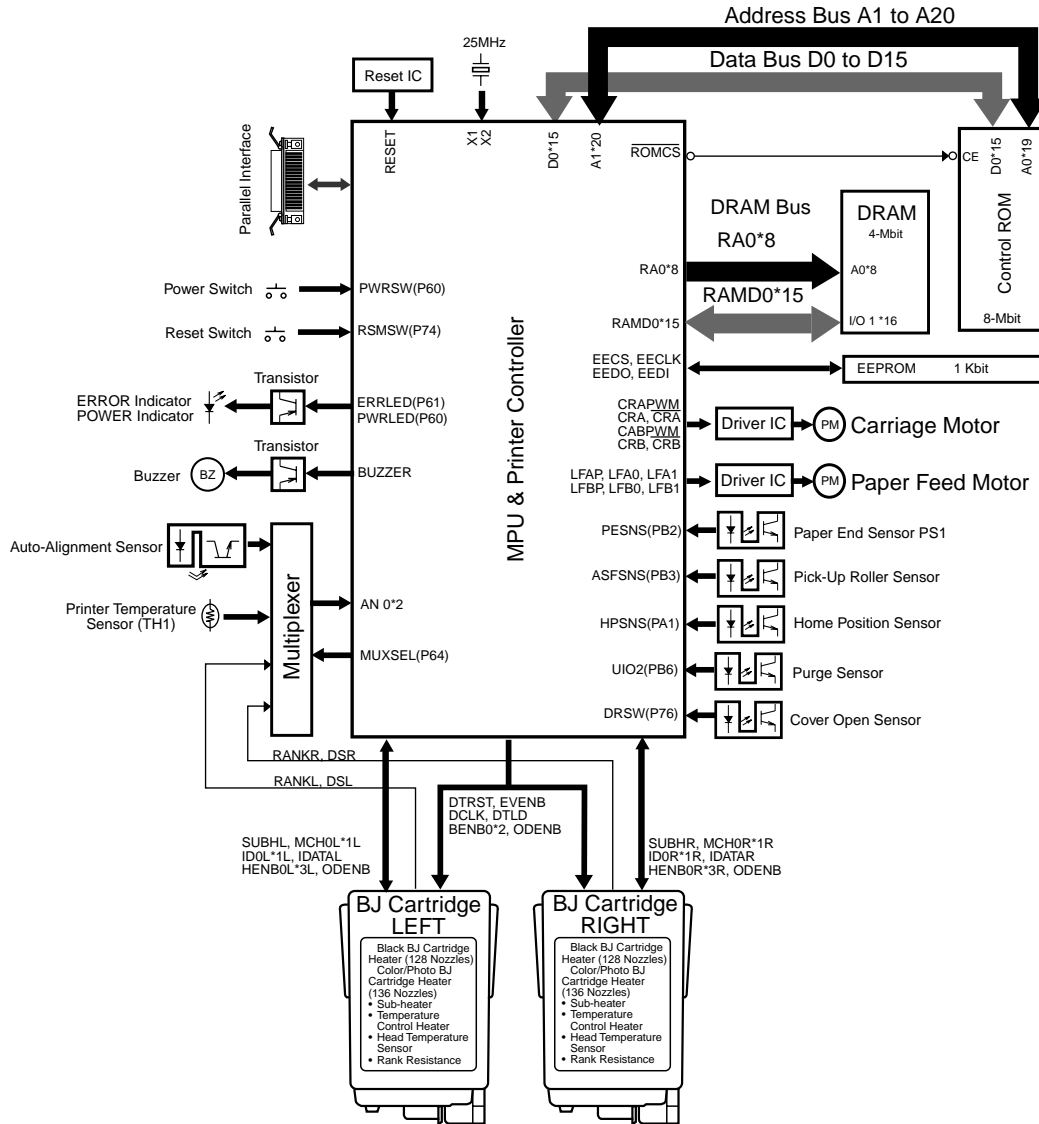 Address Bus A1 to A20
25MHz
Data Bus D0 to D15
Reset IC
Parallel Interface
RESET
X1
X2
D0*15
A1*20
ROMCS
CE
D0*15
A0*19
Control ROM
8-Mbit
DRAM Bus
RA0*8
DRAM
4-Mbit
RA0*8
A0*8
RAMD0*15
RAMD0*15
I/O 1 *16
Power Switch
PWRSW(P60)
Reset Switch
RSMSW(P74)
EECS, EECLK
EEDO, EEDI
EEPROM 1 Kbit
Transistor
ERROR Indicator
POWER Indicator
ERRLED(P61)
PWRLED(P60)
CRAPWM
CRA, CRA
CABPWM
CRB, CRB
Driver IC
PM
Carriage Motor
Transistor
Buzzer
BZ
BUZZER
LFAP, LFA0, LFA1
LFBP, LFB0, LFB1
Driver IC
PM
Paper Feed Motor
MPU & Printer Controller
PESNS(PB2)
Paper End Sensor PS1
Auto-Alignment Sensor
ASFSNS(PB3)
Pick-Up Roller Sensor
Printer Temperature
Sensor (TH1)
Multiplexer
AN 0*2
HPSNS(PA1)
Home Position Sensor
MUXSEL(P64)
UIO2(PB6)
Purge Sensor
DRSW(P76)
Cover Open Sensor
RANKR, DSR
RANKL, DSL
DTRST, EVENB
DCLK, DTLD
BENB0*2, ODENB
SUBHL, MCH0L*1L
ID0L*1L, IDATAL
HENB0L*3L, ODENB
SUBHR, MCH0R*1R
ID0R*1R, IDATAR
HENB0R*3R, ODENB
BJ Cartridge
LEFT
Black BJ Cartridge
Heater (128 Nozzles)
Color/Photo BJ
Cartridge Heater
(136 Nozzles)
• Sub-heater
• Temperature
Control Heater
• Head Temperature
Sensor
• Rank Resistance
BJ Cartridge
RIGHT
Black BJ Cartridge
Heater (128 Nozzles)
Color/Photo BJ
Cartridge Heater
(136 Nozzles)
• Sub-heater
• Temperature
Control Heater
• Head Temperature
Sensor
• Rank Resistance